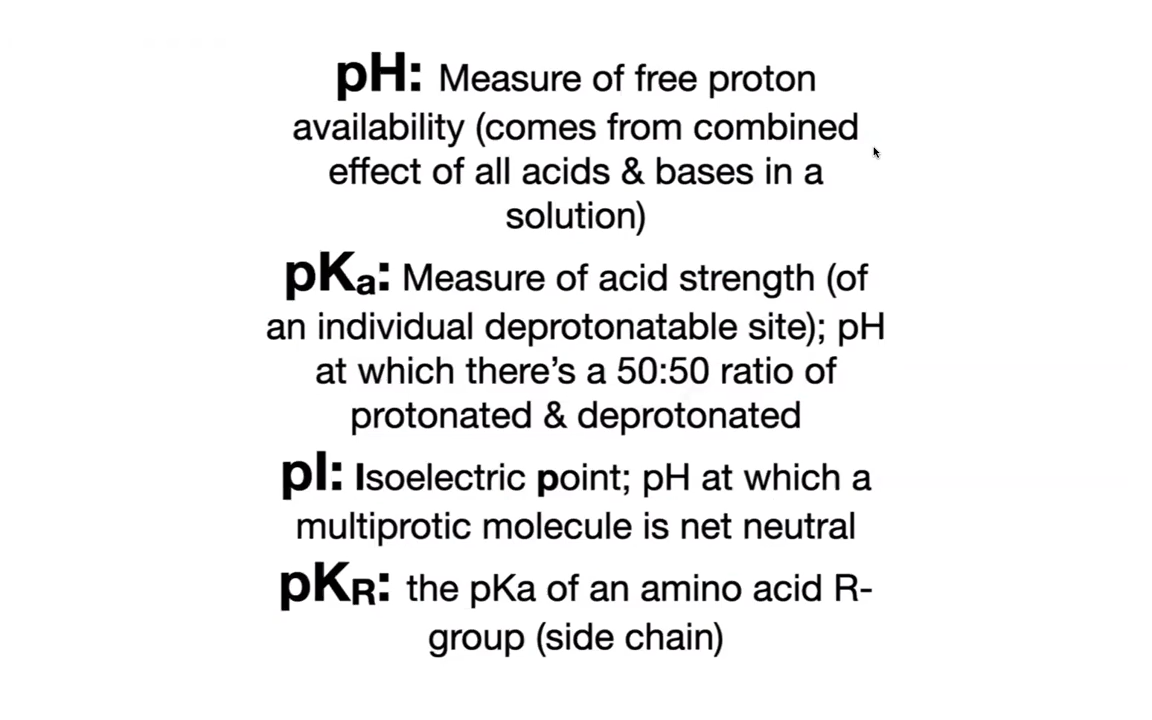 pH: Measure of free proton
availability (comes from combined
effect of all acids & bases in a
solution)
pKa: Measure of acid strength (of
an individual deprotonatable site); pH
at which there’s a 50:50 ratio of
protonated & deprotonated
pI: Isoelectric point; pH at which a
multiprotic molecule is net neutral
pKR: the pKa of an amino acid R-
group (side chain)